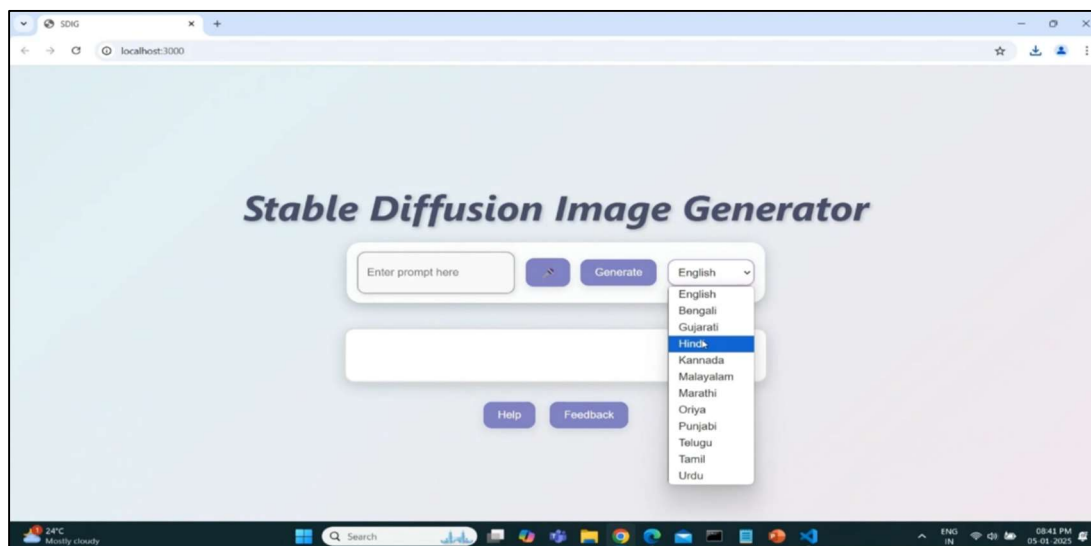 SDIG
localhost:3000
Stable Diffusion Image Generator
Enter prompt here
Generate
English
English
Bengali
Gujarati
Hindi
Kannada
Malayalam
Marathi
Oriya
Punjabi
Telugu
Tamil
Urdu
Help
Feedback
1
24°C
Mostly cloudy
Search
ENG
IN
08:41 PM
05-01-2025